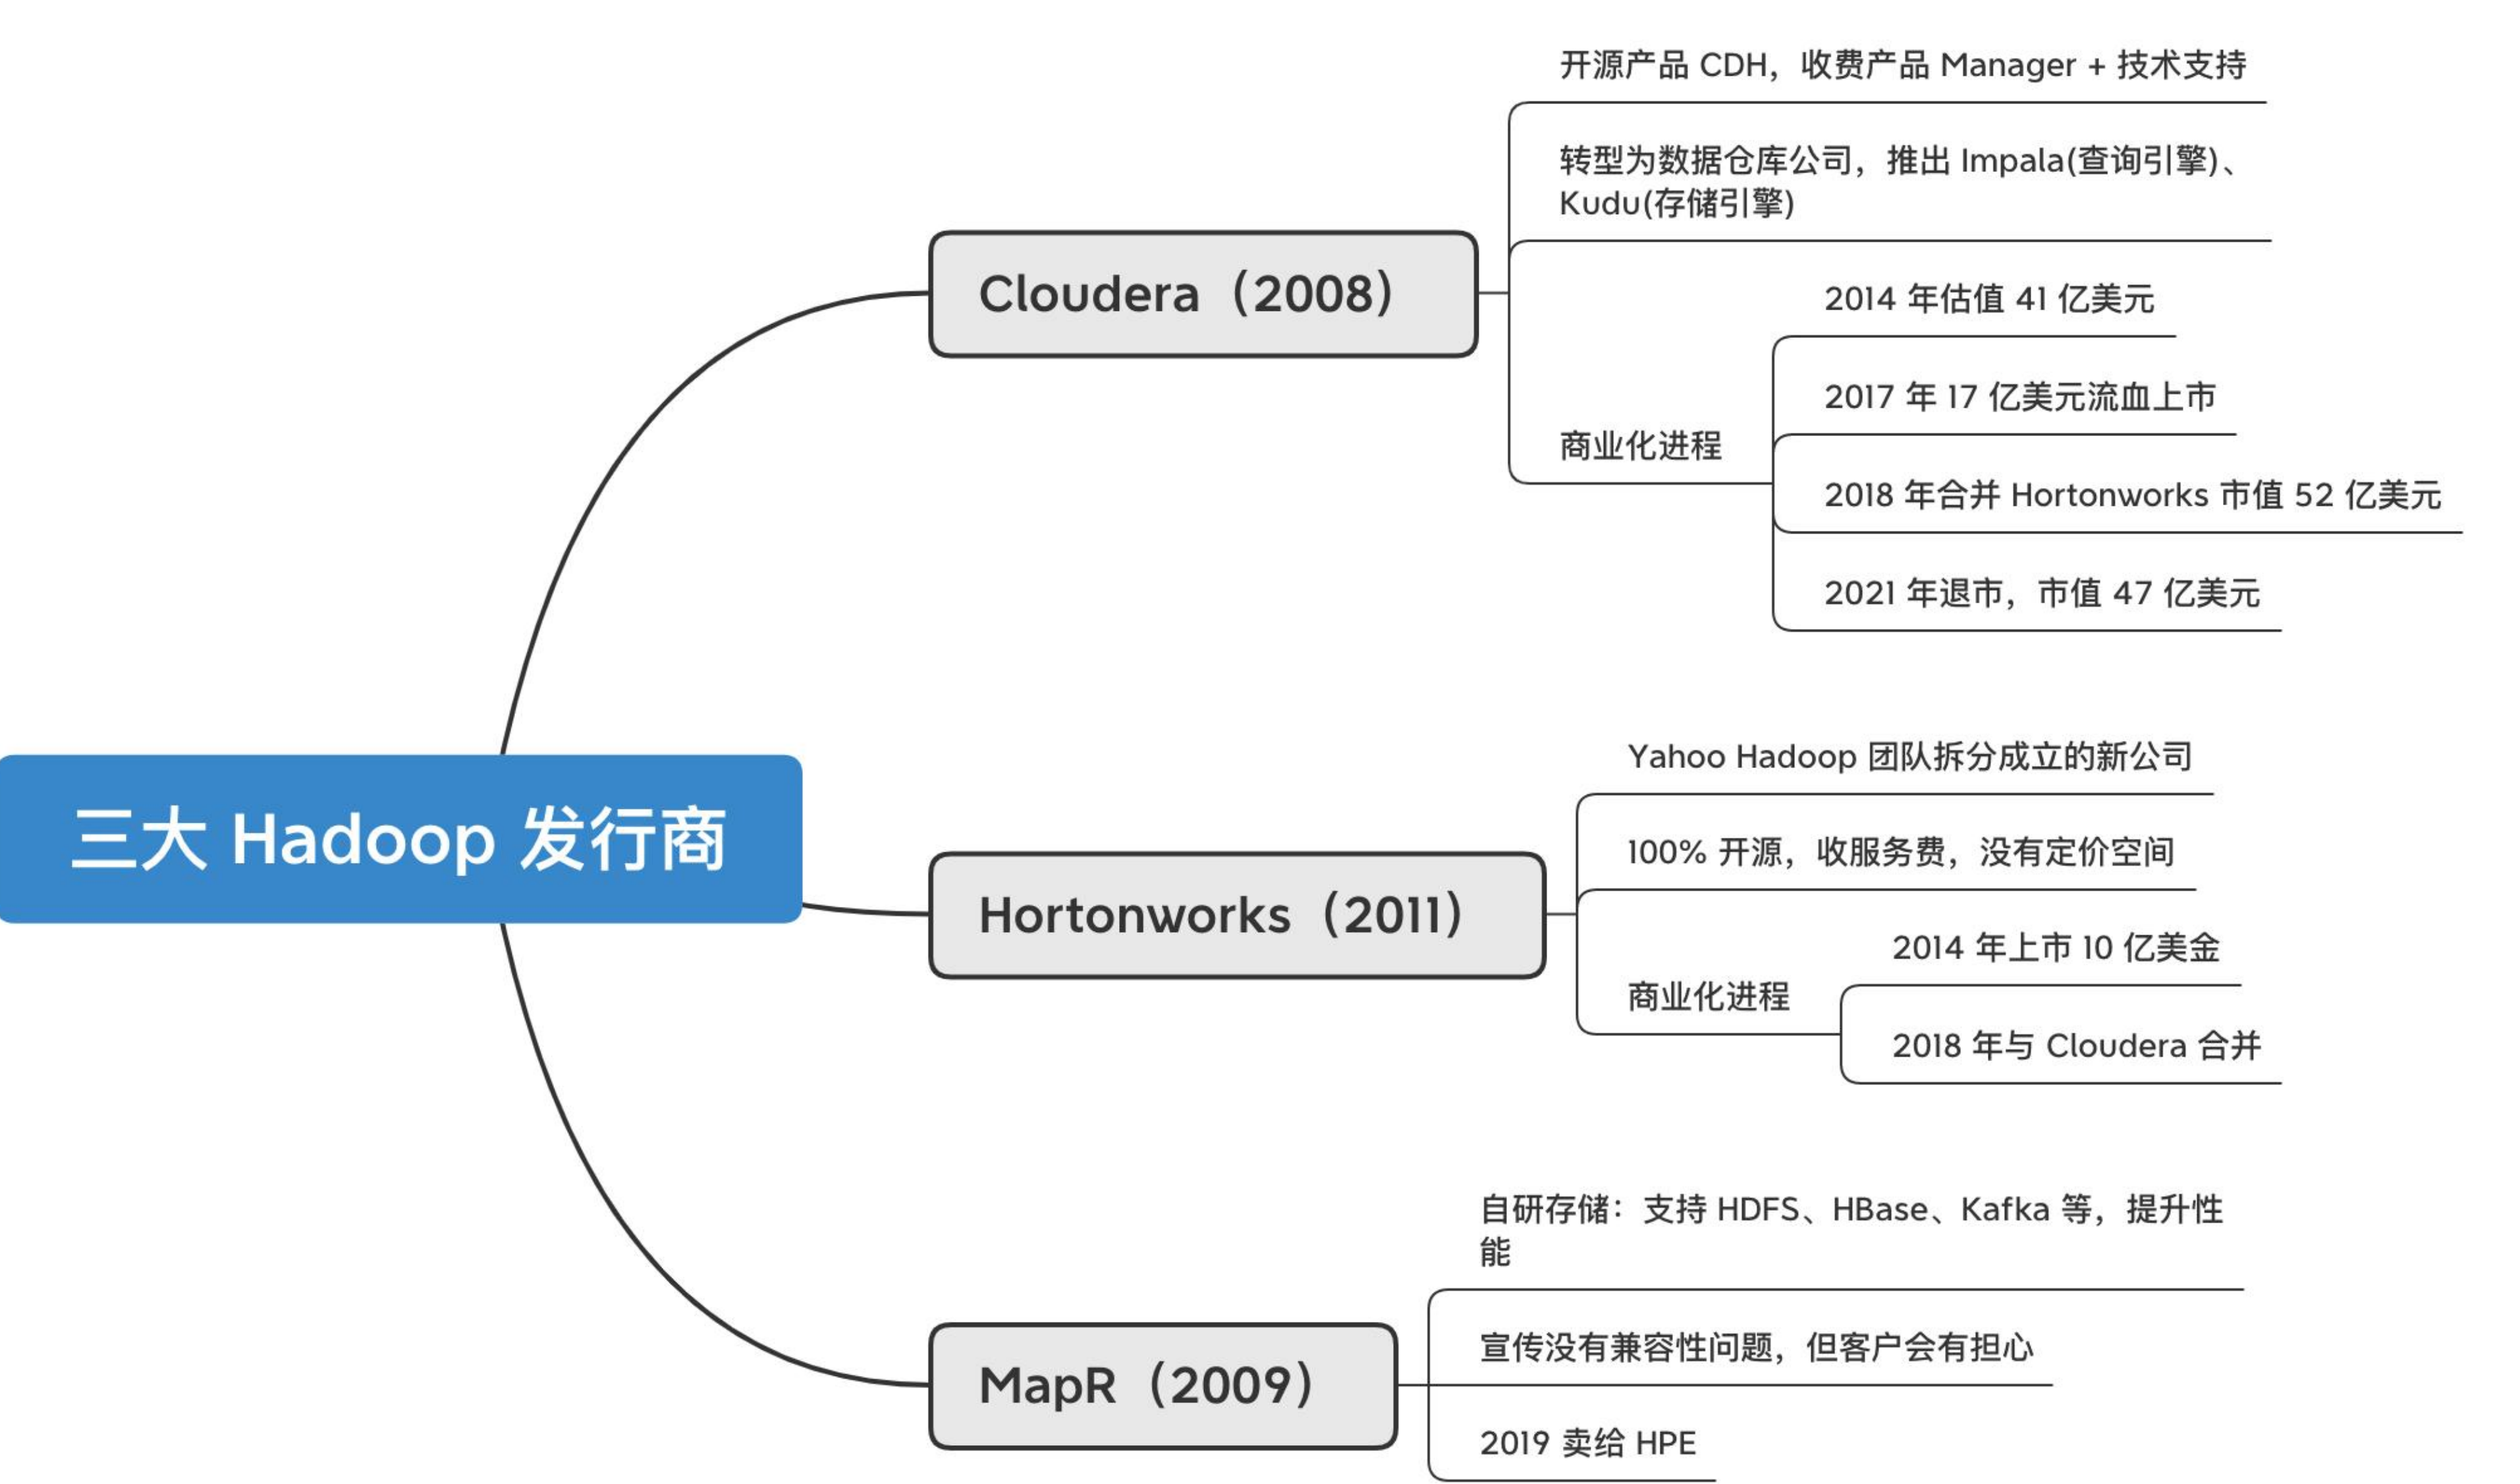 三大 Hadoop 发行商
Cloudera（2008）
开源产品 CDH，收费产品 Manager + 技术支持
转型为数据仓库公司，推出 Impala(查询引擎)、
Kudu(存储引擎)
商业化进程
2014 年估值 41 亿美元
2017 年 17 亿美元流血上市
2018 年合并 Hortonworks 市值 52 亿美元
2021 年退市，市值 47 亿美元
Hortonworks（2011）
Yahoo Hadoop 团队拆分成立的新公司
100% 开源，收服务费，没有定价空间
商业化进程
2014 年上市 10 亿美金
2018 年与 Cloudera 合并
MapR（2009）
自研存储：支持 HDFS、HBase、Kafka 等，提升性
能
宣传没有兼容性问题，但客户会有担心
2019 卖给 HPE